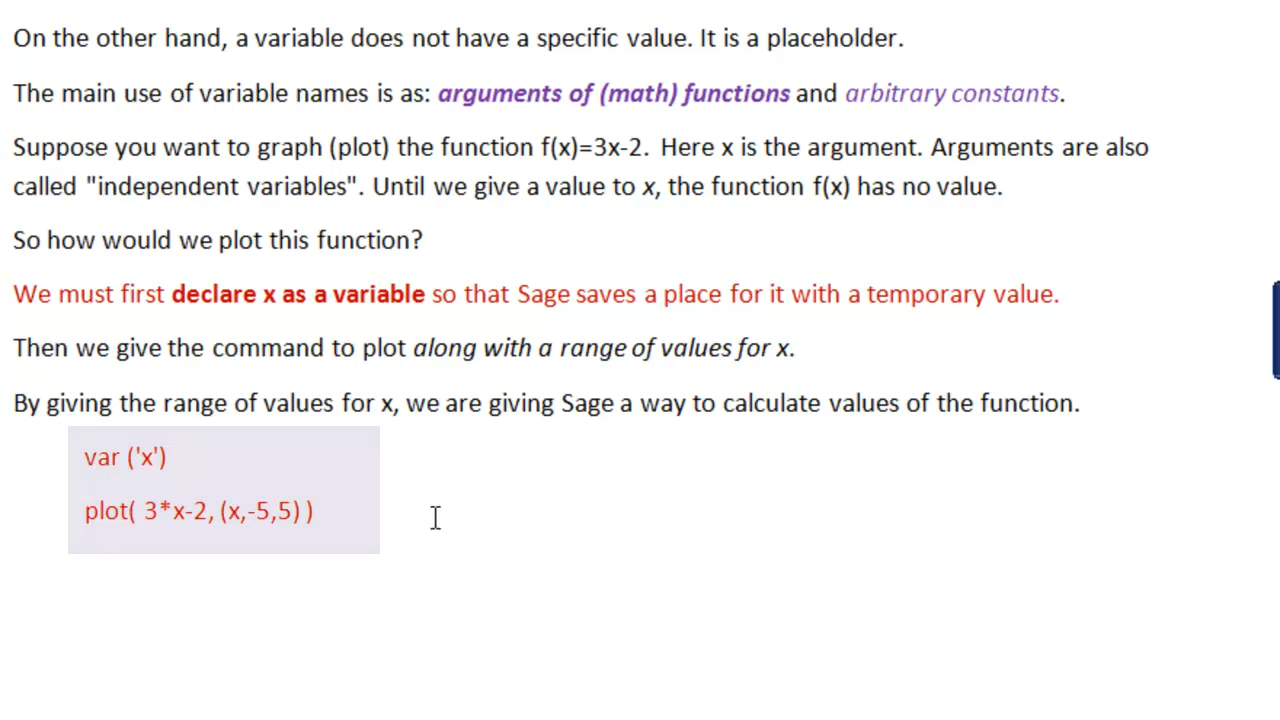 On the other hand, a variable does not have a specific value. It is a placeholder.
The main use of variable names is as: arguments of (math) functions and arbitrary constants.
Suppose you want to graph (plot) the function f(x)=3x-2. Here x is the argument. Arguments are also
called "independent variables". Until we give a value to x, the function f(x) has no value.
So how would we plot this function?
We must first declare x as a variable so that Sage saves a place for it with a temporary value.
Then we give the command to plot along with a range of values for x.
By giving the range of values for x, we are giving Sage a way to calculate values of the function.
var ('x')
plot( 3*x-2, (x,-5,5) )